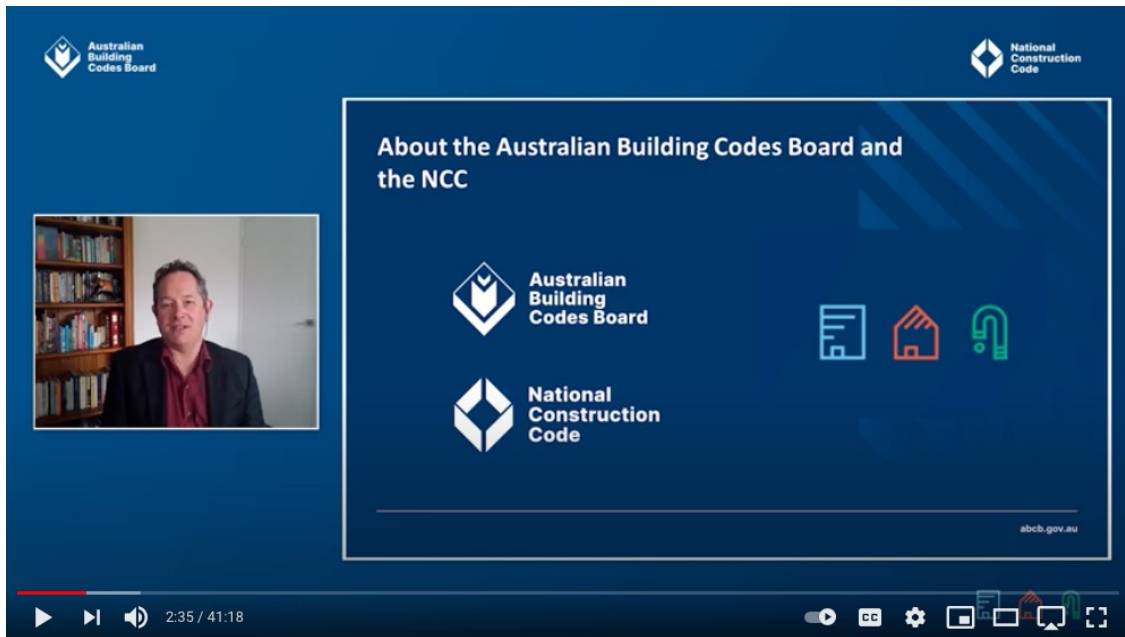 Australian
Building
Codes Board
National
Construction
Code
About the Australian Building Codes Board and
the NCC
Australian
Building
Codes Board
National
Construction
Code
abcb.gov.au
2:35 / 41:18
CC